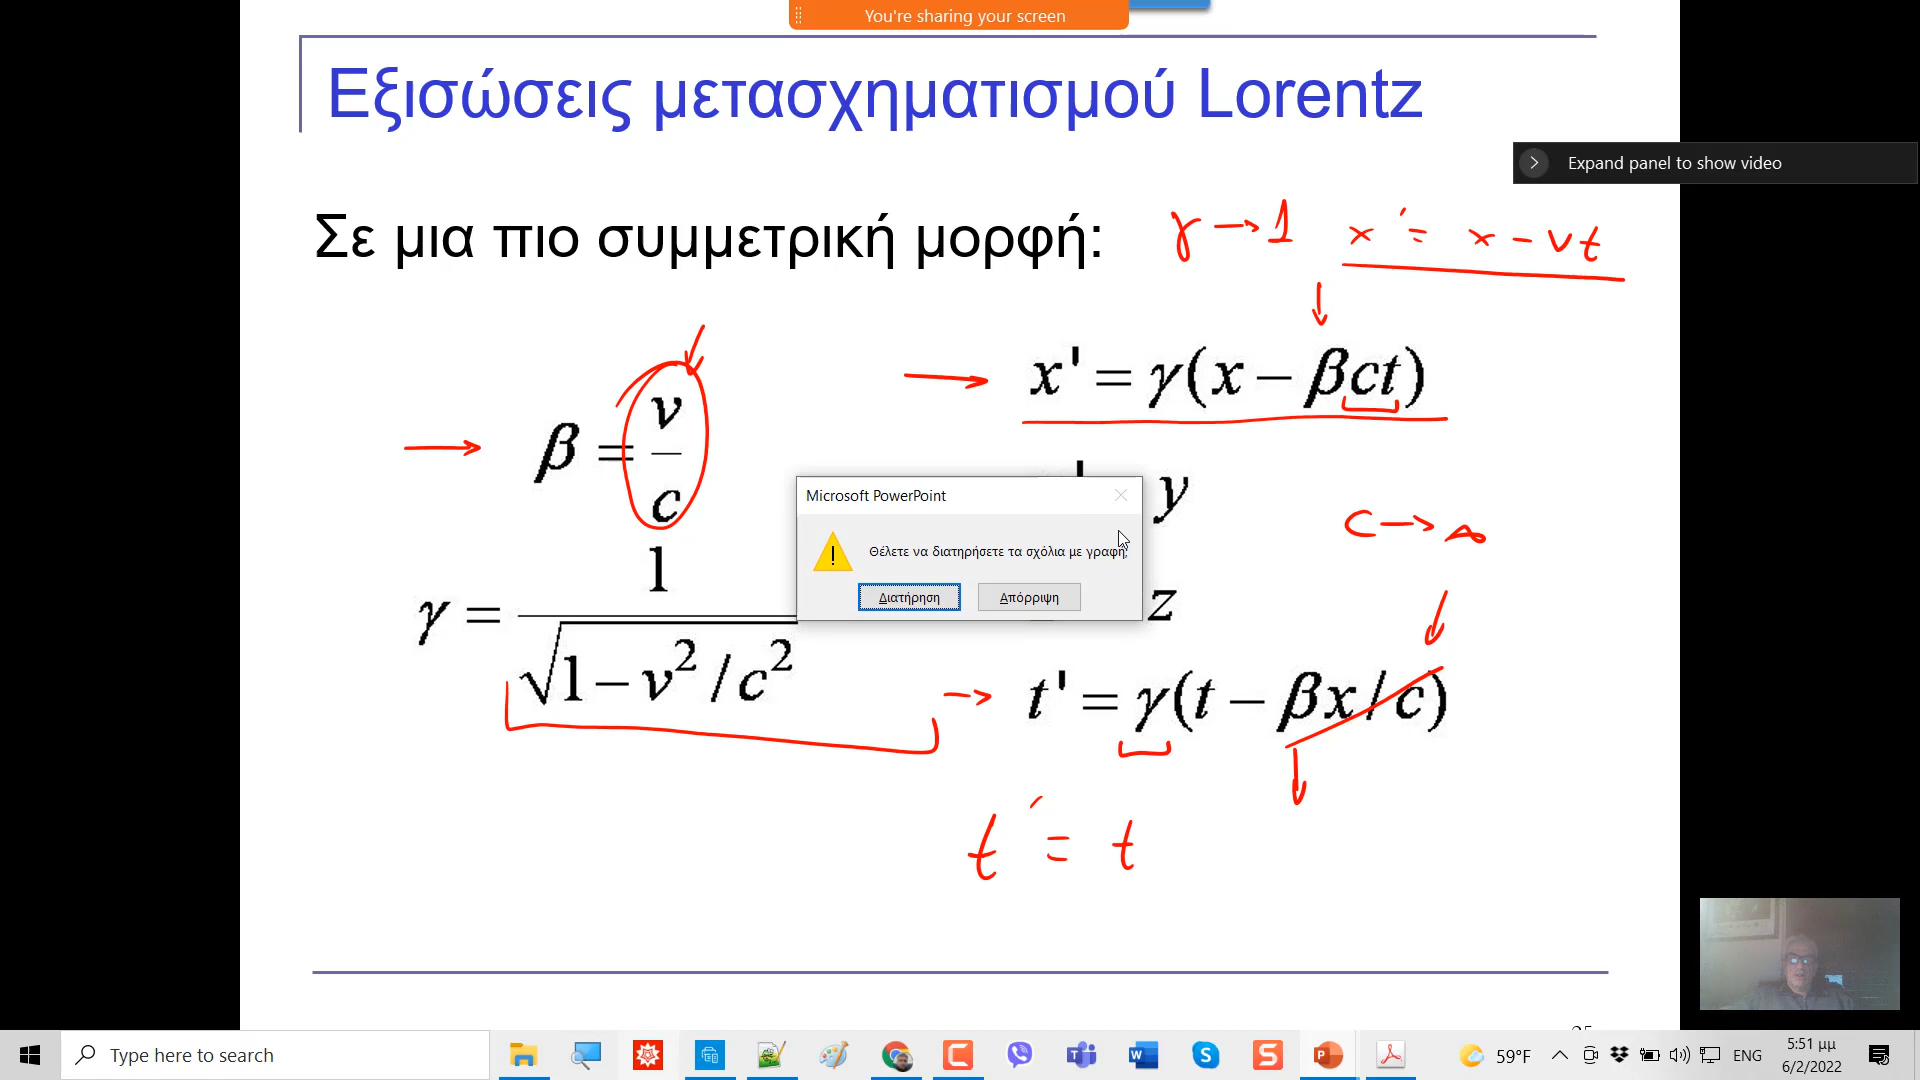 You're sharing your screen
Εξισώσεις μετασχηματισμού Lorentz
Expand panel to show video
Σε μια πιο συμμετρική μορφή:
γ → 1 x' = x - vt
β = v/c
x' = γ(x − βct)
y
c → ∞
Microsoft PowerPoint
Θέλετε να διατηρήσετε τα σχόλια με γραφή;
Διατήρηση Απόρριψη
z
γ = 1/√1−v²/c²
t' = γ(t − βx/c)
t' = t
Type here to search
59°F
ENG
5:51 μμ
6/2/2022